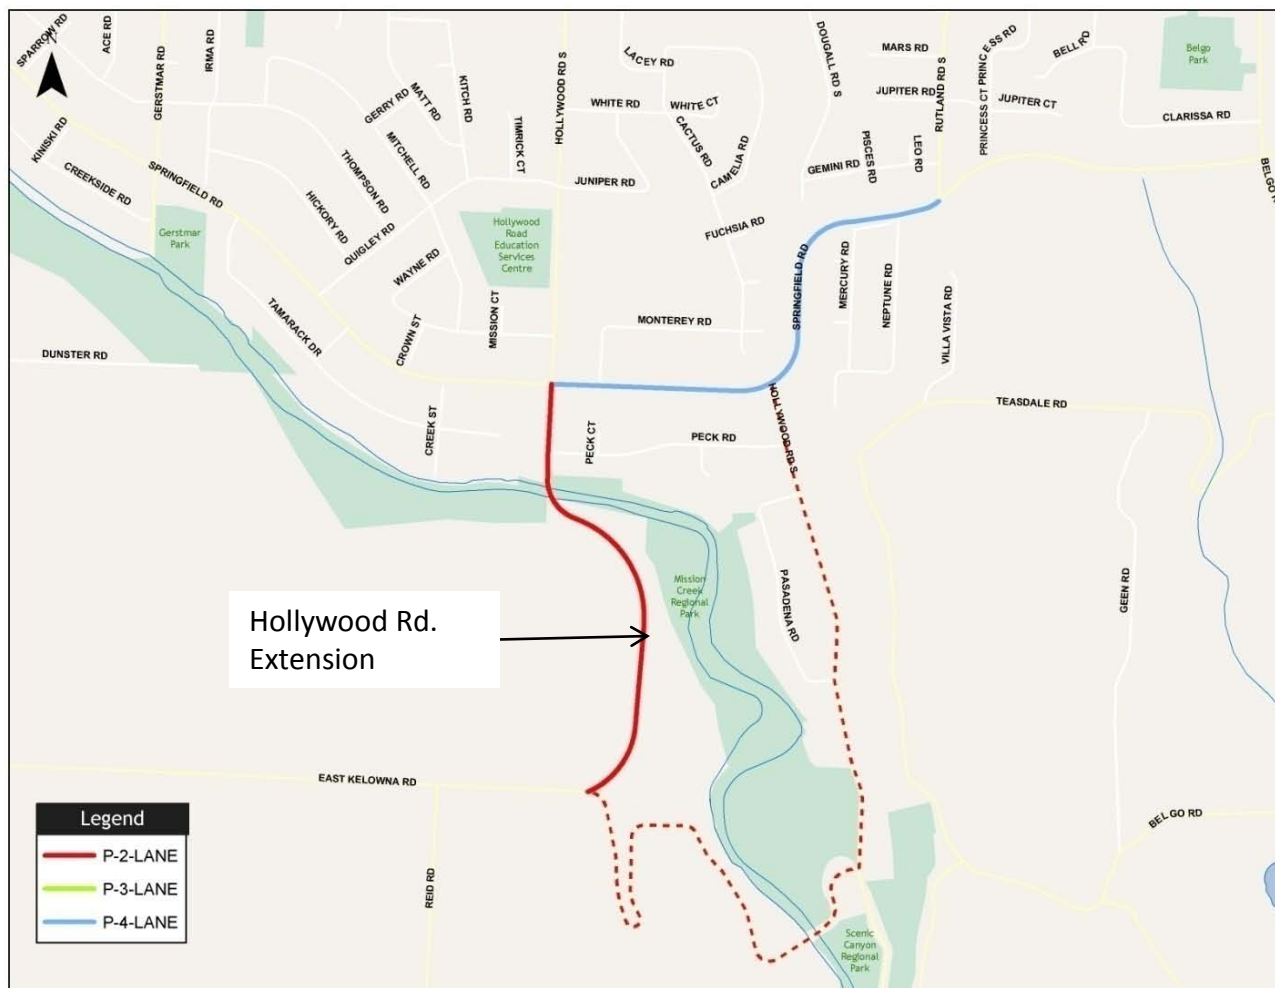 SPARROW RD
ACE RD
GERSTMAR RD
IRMA RD
N
KINISKI RD
CREEKSIDE RD
SPRINGFIELD RD
Gerstmar
Park
GERRY RD
MATT RD
KITCH RD
MITCHELL RD
THOMPSON RD
HICKORY RD
QUIGLEY RD
WAYNE RD
TIMRICK CT
HOLLYWOOD RD S
LACEY RD
WHITE RD
WHITE CT
CACTUS RD
CAMELIA RD
JUNIPER RD
FUCHSIA RD
DOUGALL RD S
MARS RD
JUPITER RD
RUTLAND RD S
PRINCESS RD
PRINCESS CT
JUPITER CT
BELL RD
Belgo
Park
CLARISSA RD
BELGO R
GEMINI RD
PISCES RD
LEO RD
Hollywood
Road
Education
Services
Centre
MISSION CT
CROWN ST
TAMARACK DR
DUNSTER RD
MONTEREY RD
SPRINGFIELD RD
MERCURY RD
NEPTUNE RD
VILLA VISTA RD
TEASDALE RD
CREEK ST
PECK CT
PECK RD
HOLLYWOOD RD S
PASADENA RD
GEEN RD
Mission
Creek
Regional
Park
Hollywood Rd.
Extension
EAST KELOWNA RD
REID RD
BELGO RD
Scenic
Canyon
Regional
Park
Legend
P-2-LANE
P-3-LANE
P-4-LANE